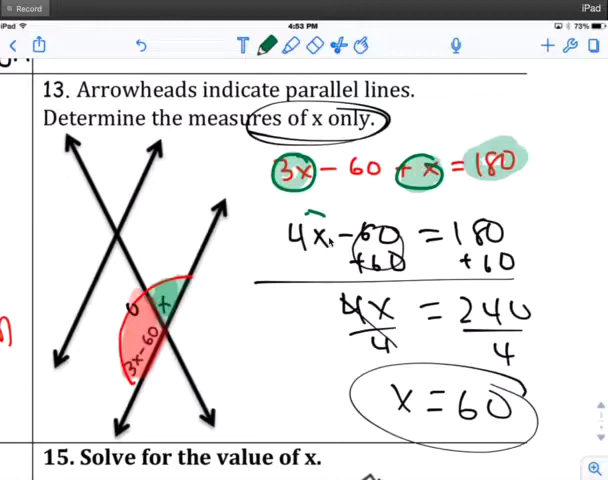 Record
iPad
iPad
4:53 PM
73%
T
13. Arrowheads indicate parallel lines.
Determine the measures of x only.
3x - 60 + x = 180
4x - 60 = 180
+60 +60
4x = 240
4 4
x = 60
x
3x-60
15. Solve for the value of x.